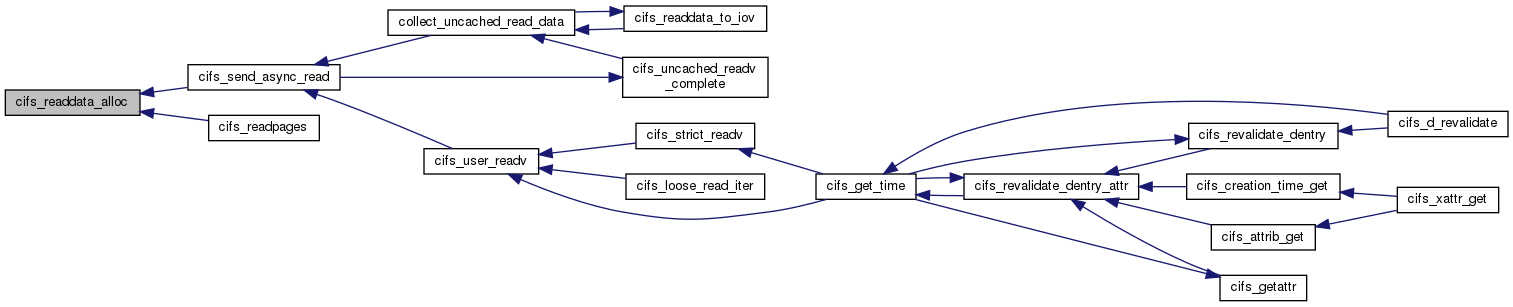 cifs_readdata_alloc
cifs_send_async_read
cifs_readpages
collect_uncached_read_data
cifs_user_readv
cifs_readdata_to_iov
cifs_uncached_readv
_complete
cifs_strict_readv
cifs_loose_read_iter
cifs_get_time
cifs_revalidate_dentry_attr
cifs_revalidate_dentry
cifs_creation_time_get
cifs_attrib_get
cifs_getattr
cifs_d_revalidate
cifs_xattr_get